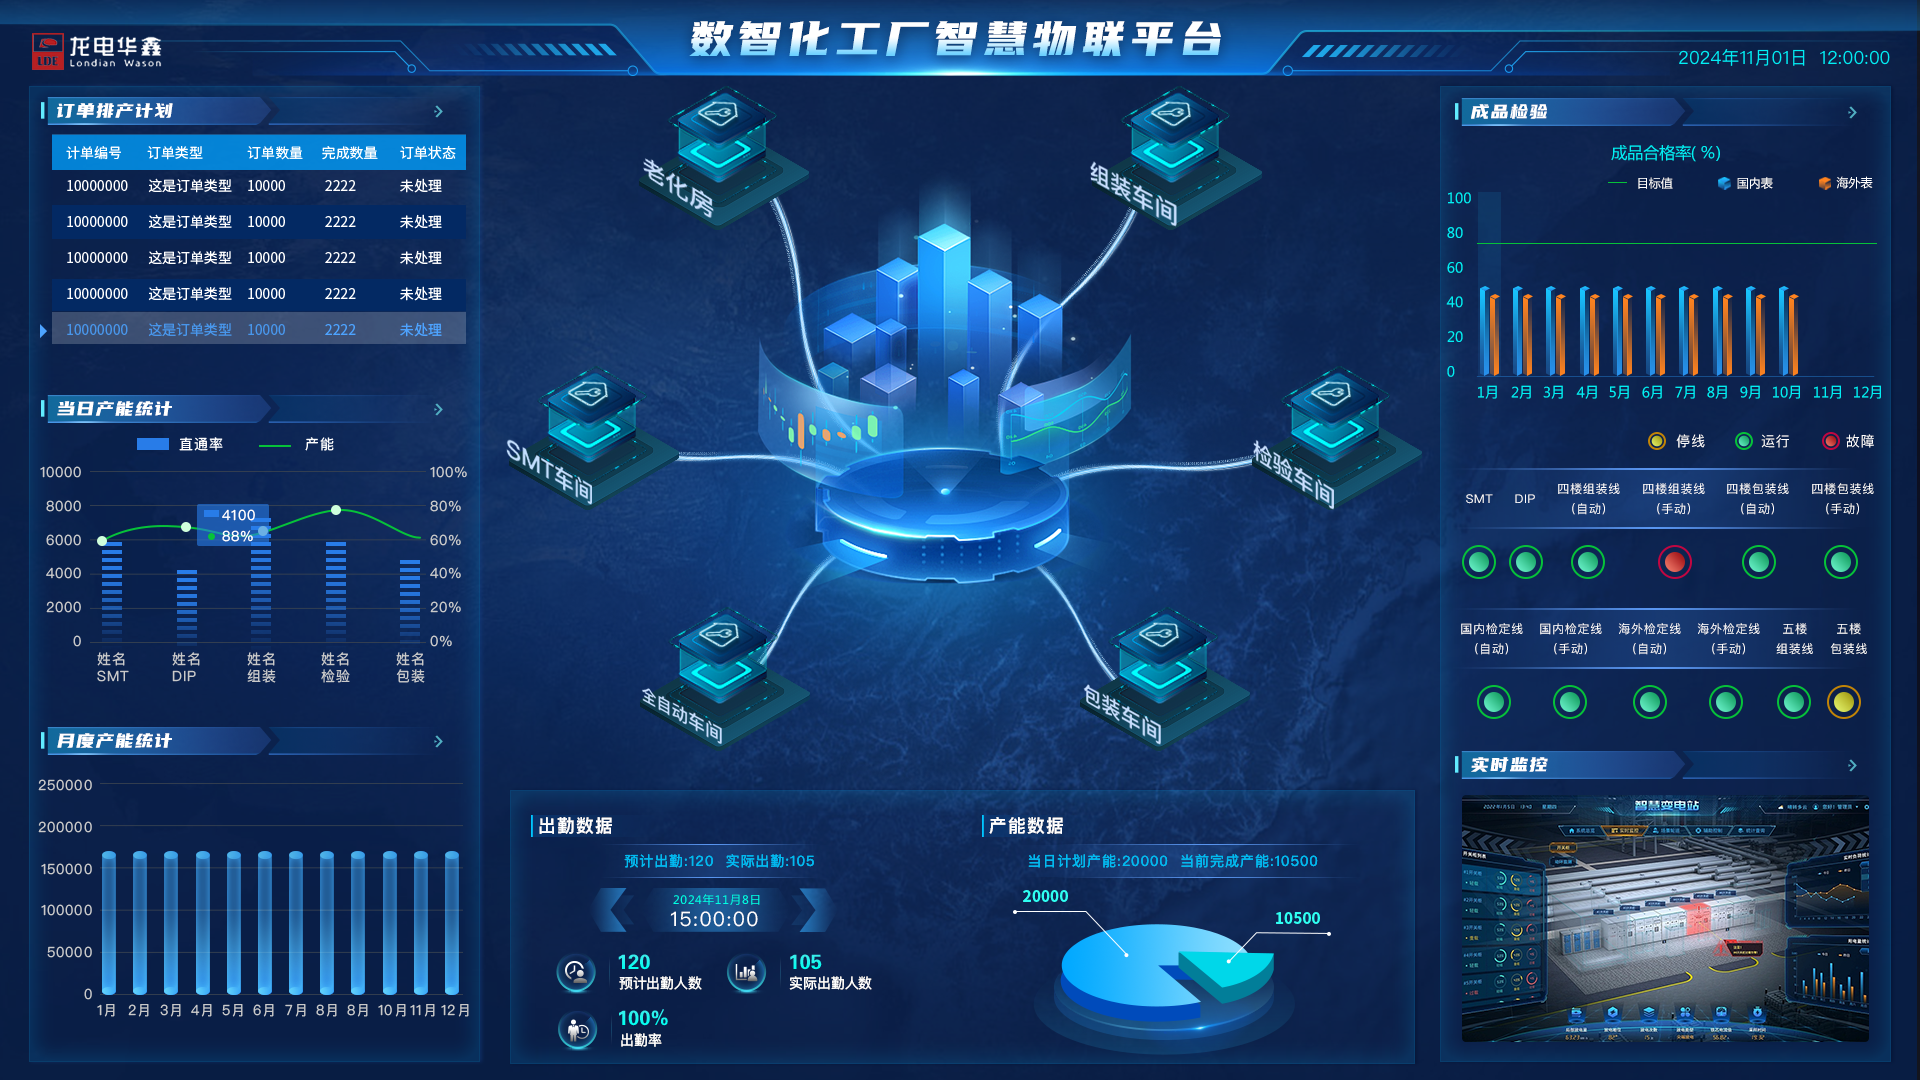 龙电华鑫
Londian Wason
LDE
数智化工厂智慧物联平台
2024年11月01日 12:00:00
订单排产计划
计单编号 订单类型 订单数量 完成数量 订单状态
10000000 这是订单类型 10000 2222 未处理
10000000 这是订单类型 10000 2222 未处理
10000000 这是订单类型 10000 2222 未处理
10000000 这是订单类型 10000 2222 未处理
10000000 这是订单类型 10000 2222 未处理
当日产能统计
直通率 产能
10000 100%
8000 80%
6000 60%
4000 40%
2000 20%
0 0%
4100
88%
姓名 姓名 姓名 姓名 姓名
SMT DIP 组装 检验 包装
月度产能统计
250000
200000
150000
100000
50000
0
1月 2月 3月 4月 5月 6月 7月 8月 8月 10月 11月 12月
老化房
组装车间
SMT车间
检验车间
全自动车间
包装车间
出勤数据
预计出勤:120 实际出勤:105
2024年11月8日
15:00:00
120
预计出勤人数
105
实际出勤人数
100%
出勤率
产能数据
当日计划产能:20000 当前完成产能:10500
20000
10500
成品检验
成品合格率( %)
目标值 国内表 海外表
100
80
60
40
20
0
1月 2月 3月 4月 5月 6月 7月 8月 9月 10月 11月 12月
停线 运行 故障
SMT DIP 四楼组装线 四楼组装线 四楼包装线 四楼包装线
(自动) (手动) (自动) (手动)
国内检定线 国内检定线 海外检定线 海外检定线 五楼 五楼
(自动) (手动) (自动) (手动) 组装线 包装线
实时监控
智慧变电站